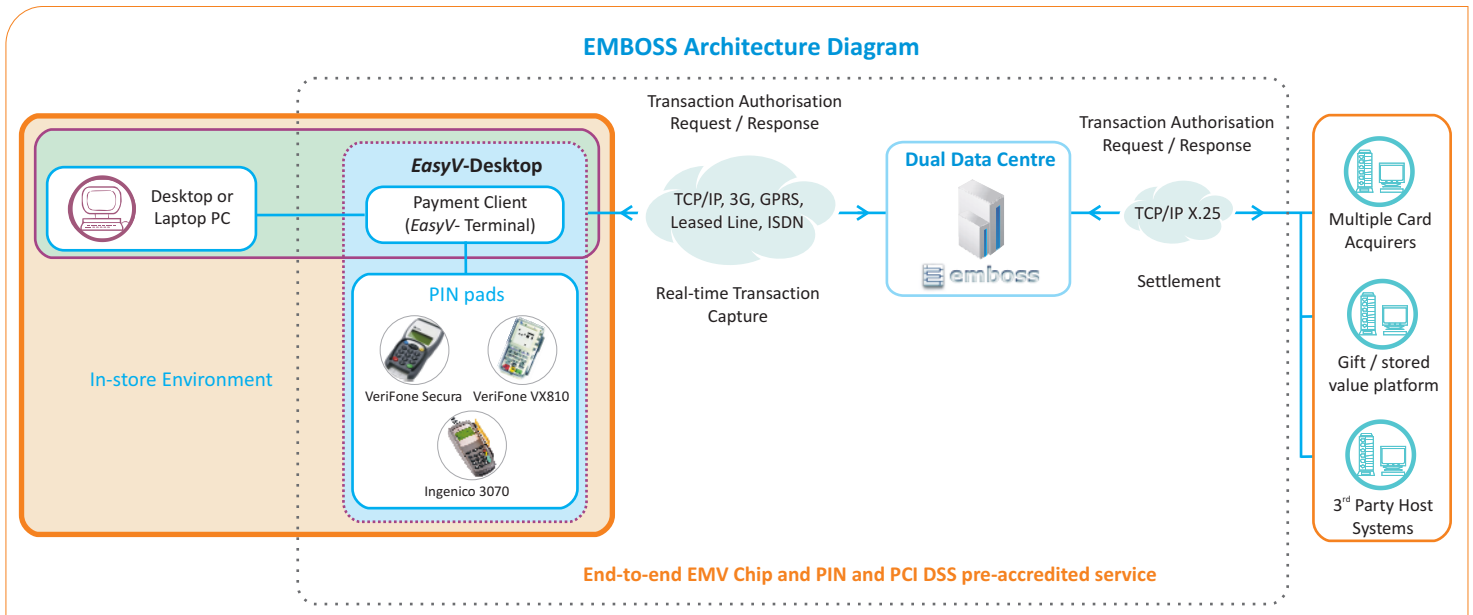 EMBOSS Architecture Diagram
Desktop or
Laptop PC
In-store Environment
EasyV-Desktop
Payment Client
(EasyV- Terminal)
PIN pads
VeriFone Secura
VeriFone VX810
Ingenico 3070
Transaction Authorisation
Request / Response
TCP/IP, 3G, GPRS,
Leased Line, ISDN
Real-time Transaction
Capture
Dual Data Centre
emboss
Transaction Authorisation
Request / Response
TCP/IP X.25
Settlement
Multiple Card
Acquirers
Gift / stored
value platform
3rd Party Host
Systems
End-to-end EMV Chip and PIN and PCI DSS pre-accredited service